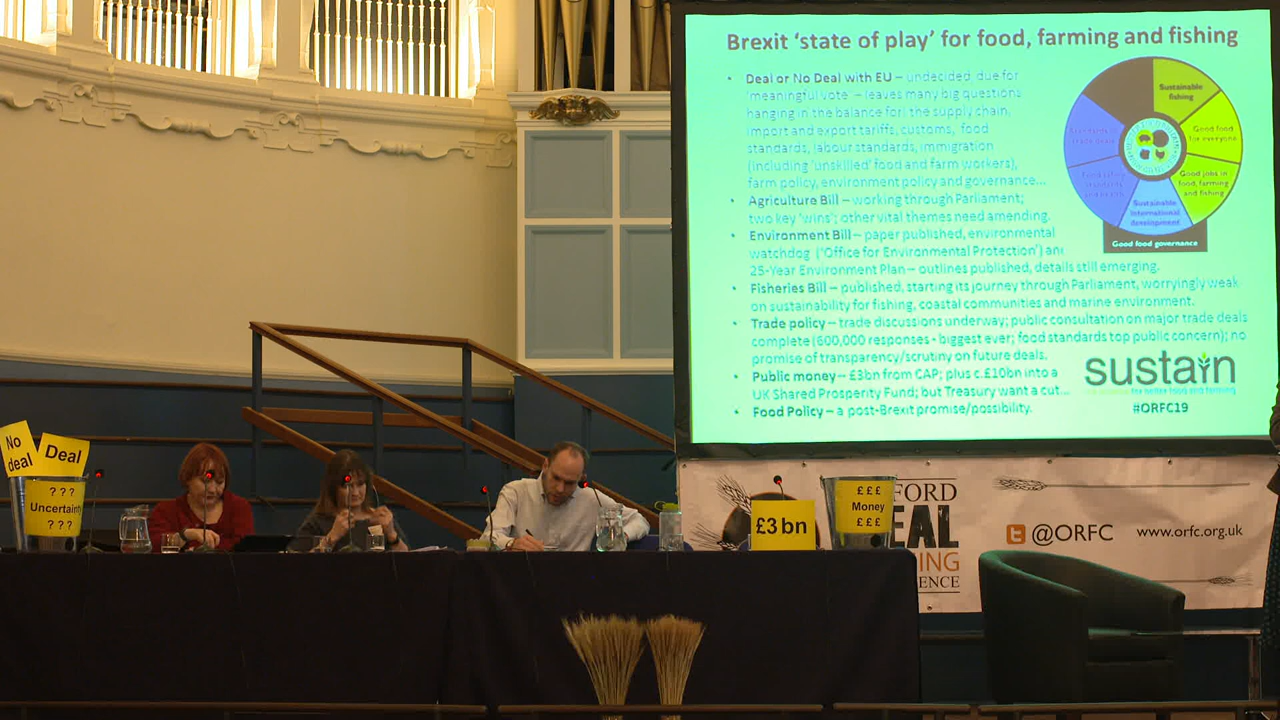 Brexit 'state of play' for food, farming and fishing
• Deal or No Deal with EU – undecided, due for
'meaningful vote' – leaves many big questions
hanging in the balance for: the supply chain,
import and export tariffs, customs, food
standards, labour standards, immigration
(including 'unskilled' food and farm workers),
farm policy, environment policy and governance...
• Agriculture Bill – working through Parliament;
two key 'wins'; other vital themes need amending.
• Environment Bill – paper published, environmental
watchdog ('Office for Environmental Protection') and
25-Year Environment Plan – outlines published, details still emerging.
• Fisheries Bill – published, starting its journey through Parliament, worryingly weak
on sustainability for fishing, coastal communities and marine environment.
• Trade policy – trade discussions underway; public consultation on major trade deals
complete (600,000 responses - biggest ever; food standards top public concern); no
promise of transparency/scrutiny on future deals.
• Public money – £3bn from CAP; plus c.£10bn into a
UK Shared Prosperity Fund; but Treasury want a cut...
• Food Policy – a post-Brexit promise/possibility.
Sustainable
fishing
Good food
for everyone
Good jobs in
food, farming
and fishing
Sustainable
international
development
Good food governance
sustain
#ORFC19
No
deal
Deal
? ? ?
Uncertainty
? ? ?
£3 bn
£ £ £
Money
£ £ £
FORD
EAL
ING
ENCE
@ORFC
www.orfc.org.uk